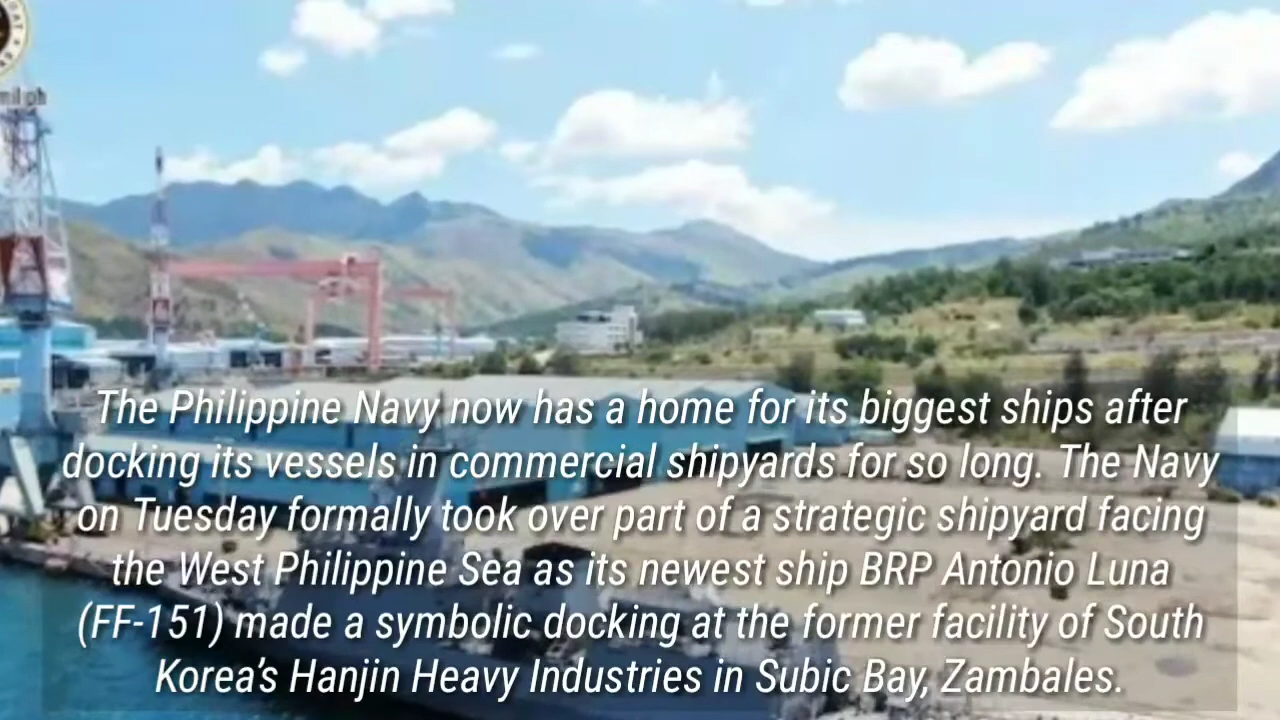 mil.ph
The Philippine Navy now has a home for its biggest ships after
docking its vessels in commercial shipyards for so long. The Navy
on Tuesday formally took over part of a strategic shipyard facing
the West Philippine Sea as its newest ship BRP Antonio Luna
(FF-151) made a symbolic docking at the former facility of South
Korea’s Hanjin Heavy Industries in Subic Bay, Zambales.